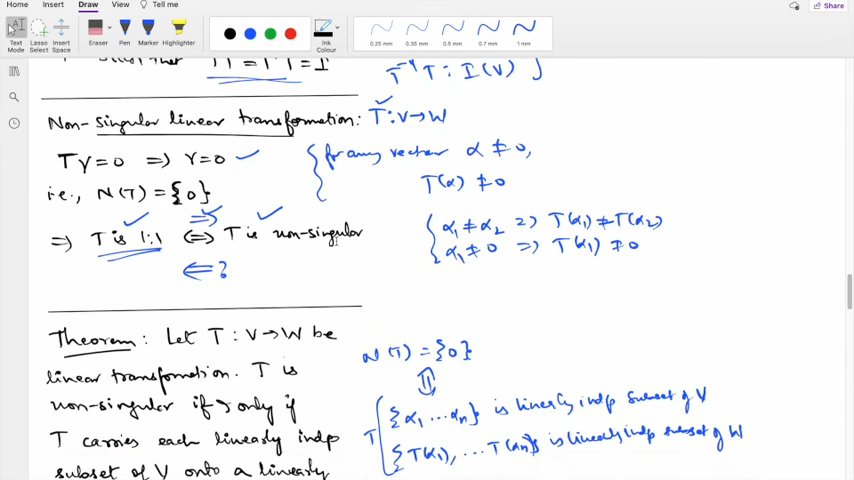 Home Insert Draw View Tell me
Share
Text Mode
Lasso Select
Insert Space
Eraser
Pen
Marker
Highlighter
Ink Colour
0.25 mm
0.35 mm
0.5 mm
0.7 mm
1 mm
T⁻¹T : I(V) }
Non-singular linear transformation: T:V→W
Tγ=0 ⇒ γ=0
{for any vector α ≠ 0,
T(α) ≠ 0
i.e., N(T) = {0}
⇒ T is 1:1 ⇔ T is non-singular
⇒
⇐ ?
{ α₁ ≠ α₂ ⇒ T(α₁) ≠ T(α₂)
α₁ ≠ 0 ⇒ T(α₁) ≠ 0
Theorem: Let T : V→W be
linear transformation. T is
non-singular if & only if
T carries each linearly indp
subset of V onto a linearly
N(T) = {0}
⇕
T { {α₁ ... αn} is linearly indp subset of V
{T(α₁), ... T(αn)} is linearly indp subset of W